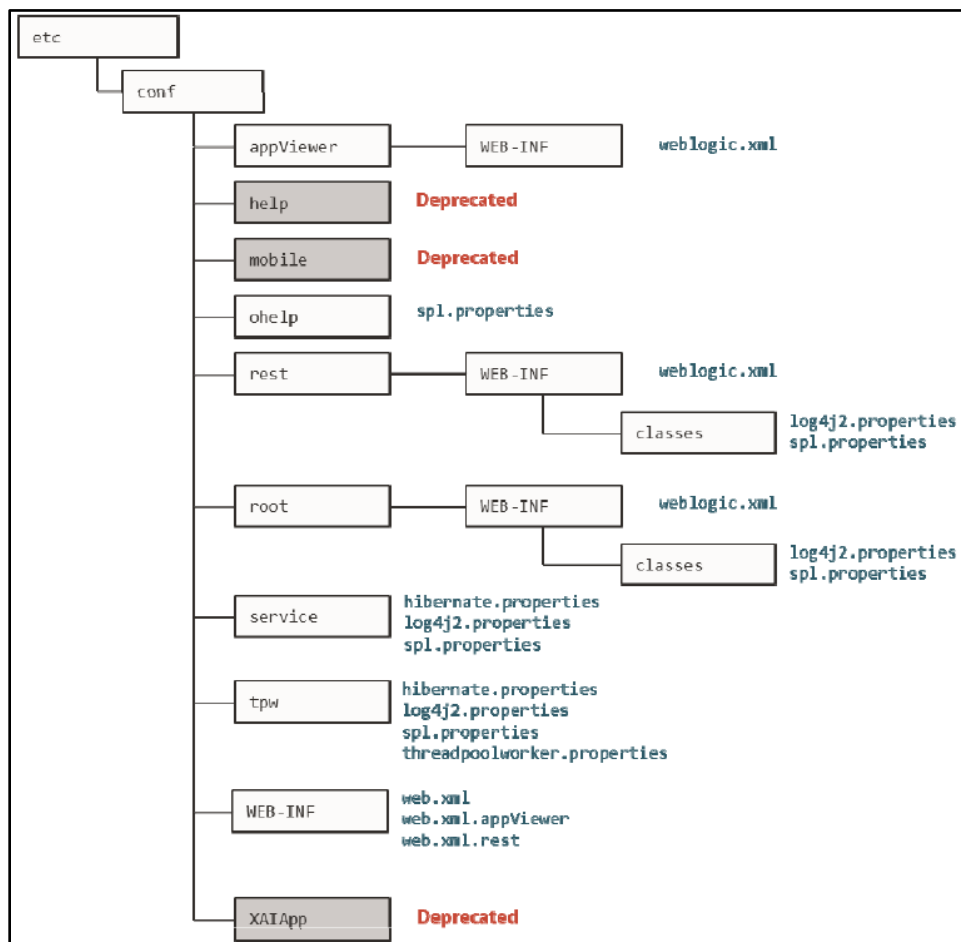 etc
conf
appViewer
WEB-INF
weblogic.xml
help
Deprecated
mobile
Deprecated
ohelp
spl.properties
rest
WEB-INF
weblogic.xml
classes
log4j2.properties
spl.properties
root
WEB-INF
weblogic.xml
classes
log4j2.properties
spl.properties
service
hibernate.properties
log4j2.properties
spl.properties
tpw
hibernate.properties
log4j2.properties
spl.properties
threadpoolworker.properties
WEB-INF
web.xml
web.xml.appViewer
web.xml.rest
XAIApp
Deprecated